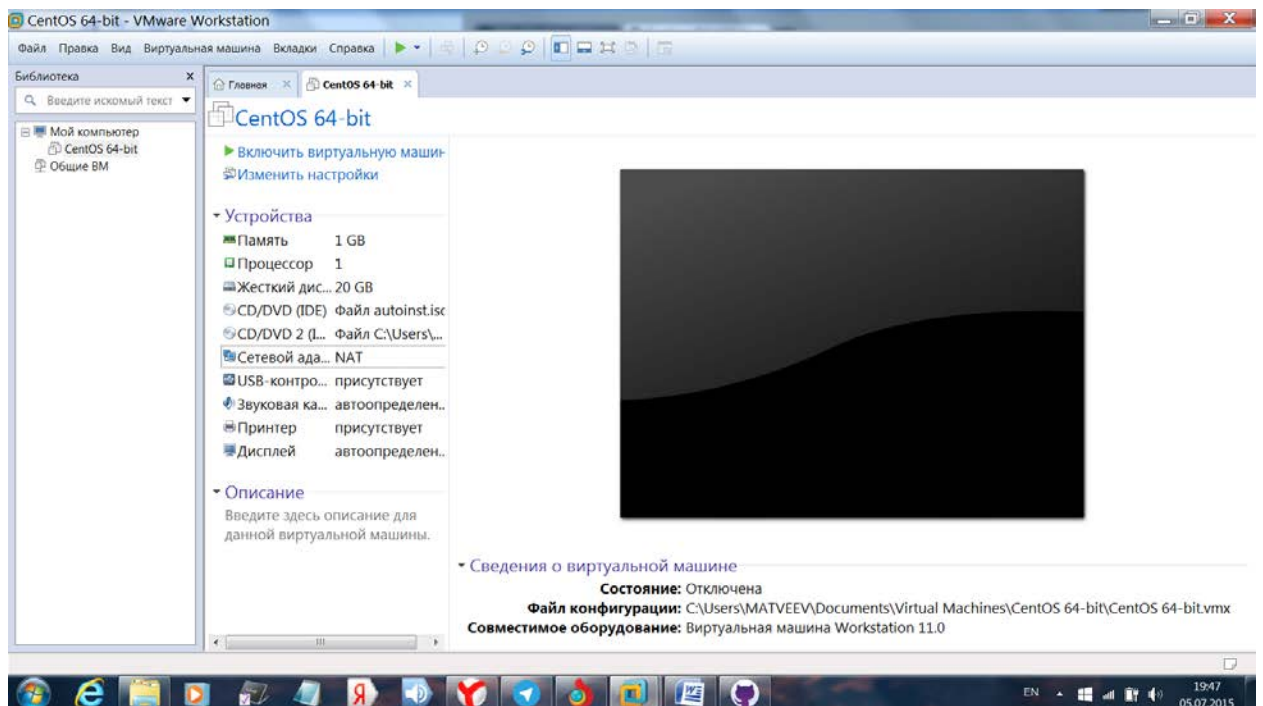 CentOS 64-bit - VMware Workstation
Файл Правка Вид Виртуальная машина Вкладки Справка
Библиотека x
Введите искомый текст
Мой компьютер
CentOS 64-bit
Общие ВМ
Главная × CentOS 64-bit ×
CentOS 64-bit
Включить виртуальную машин
Изменить настройки
Устройства
Память 1 GB
Процессор 1
Жесткий дис... 20 GB
CD/DVD (IDE) Файл autoinst.isc
CD/DVD 2 (I... Файл C:\Users\...
Сетевой ада... NAT
USB-контро... присутствует
Звуковая ка... автоопределен..
Принтер присутствует
Дисплей автоопределен..
Описание
Введите здесь описание для
данной виртуальной машины.
Сведения о виртуальной машине
Состояние: Отключена
Файл конфигурации: C:\Users\MATVEEV\Documents\Virtual Machines\CentOS 64-bit\CentOS 64-bit.vmx
Совместимое оборудование: Виртуальная машина Workstation 11.0
EN 19:47
05.07.2015